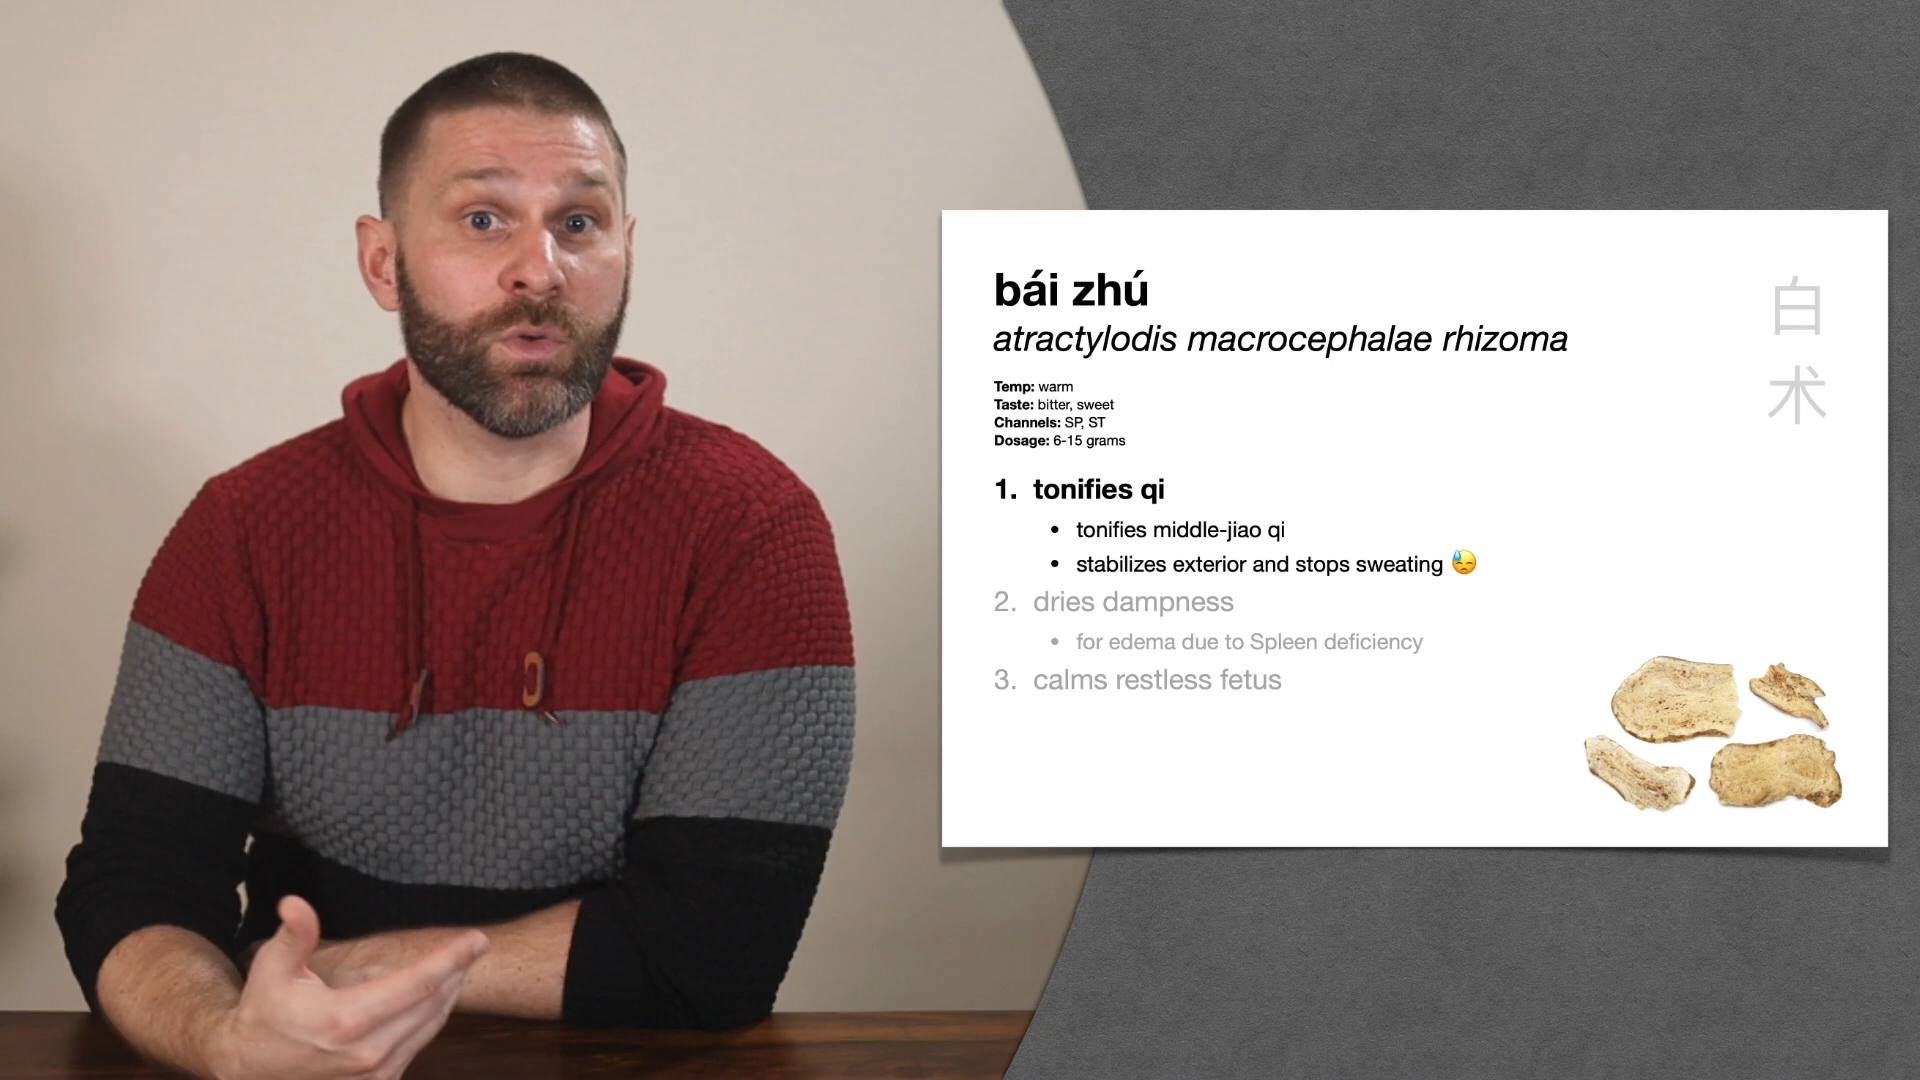 bái zhú
atractylodis macrocephalae rhizoma
白
术
Temp: warm
Taste: bitter, sweet
Channels: SP, ST
Dosage: 6-15 grams
1. tonifies qi
• tonifies middle-jiao qi
• stabilizes exterior and stops sweating 😓
2. dries dampness
• for edema due to Spleen deficiency
3. calms restless fetus